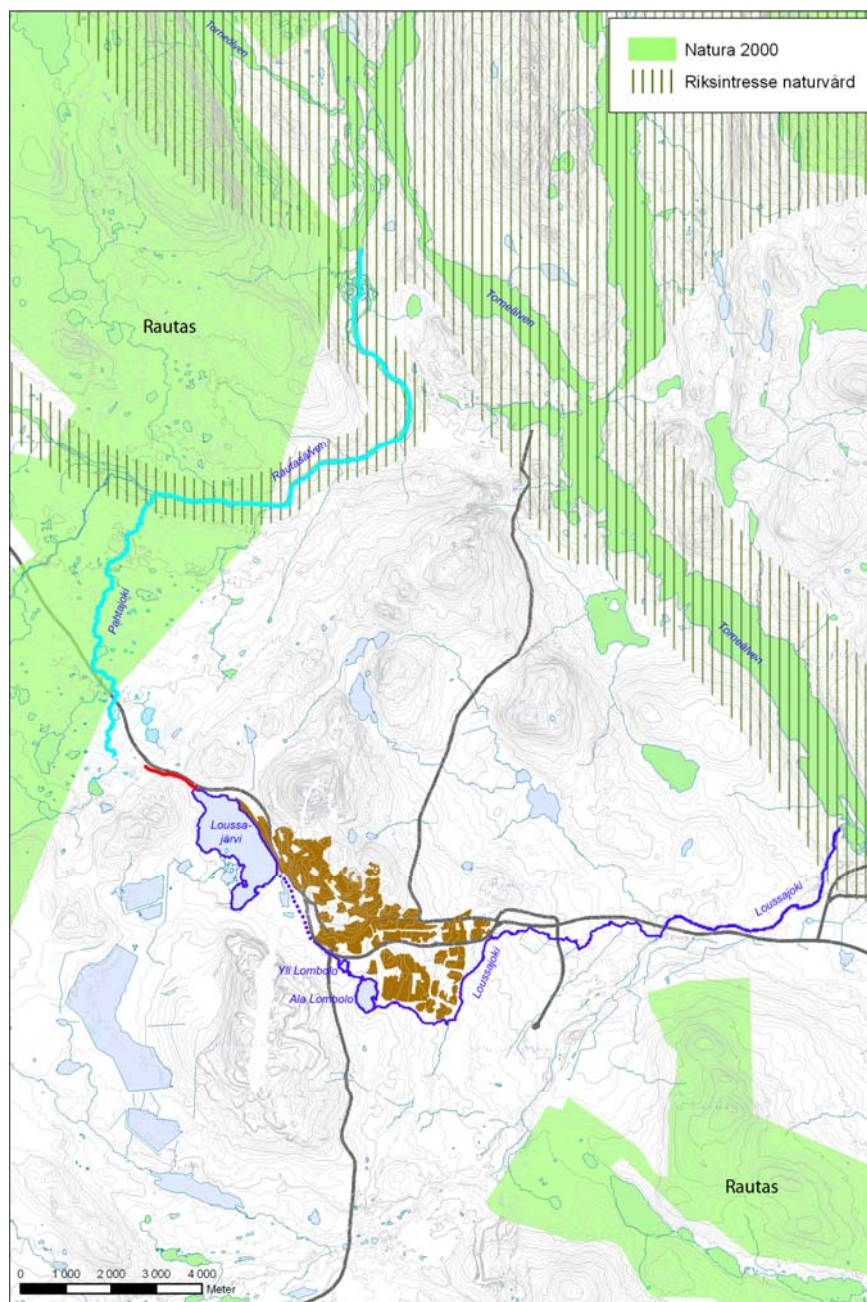 Torneälven
Natura 2000
Riksintresse naturvård
Torneälven
Rautas
Rautasälven
Pahtajoki
Torneälven
Loussa-
järvi
Loussajoki
Yli Lombolo
Loussajoki
Ala Lombolo
Rautas
0 1 000 2 000 3 000 4 000
Meter